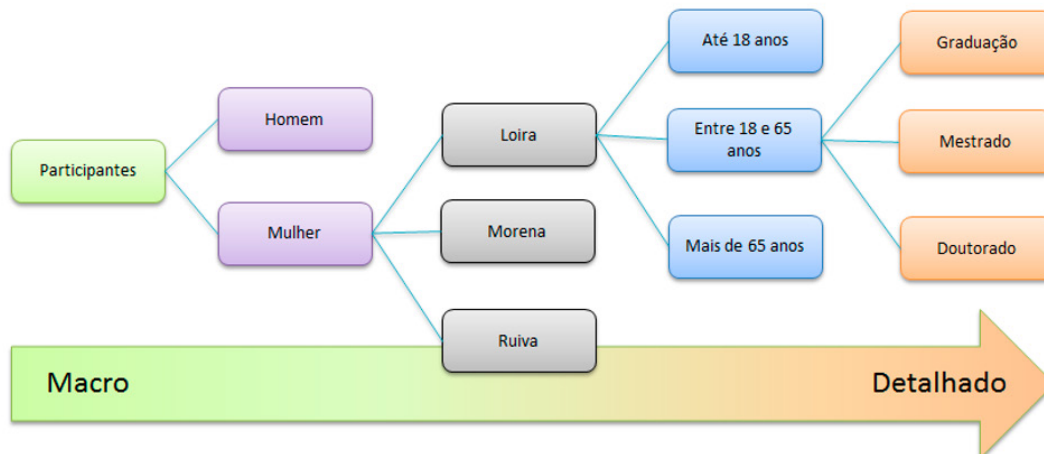 Participantes
Homem
Mulher
Loira
Morena
Ruiva
Até 18 anos
Entre 18 e 65
anos
Mais de 65 anos
Graduação
Mestrado
Doutorado
Macro
Detalhado